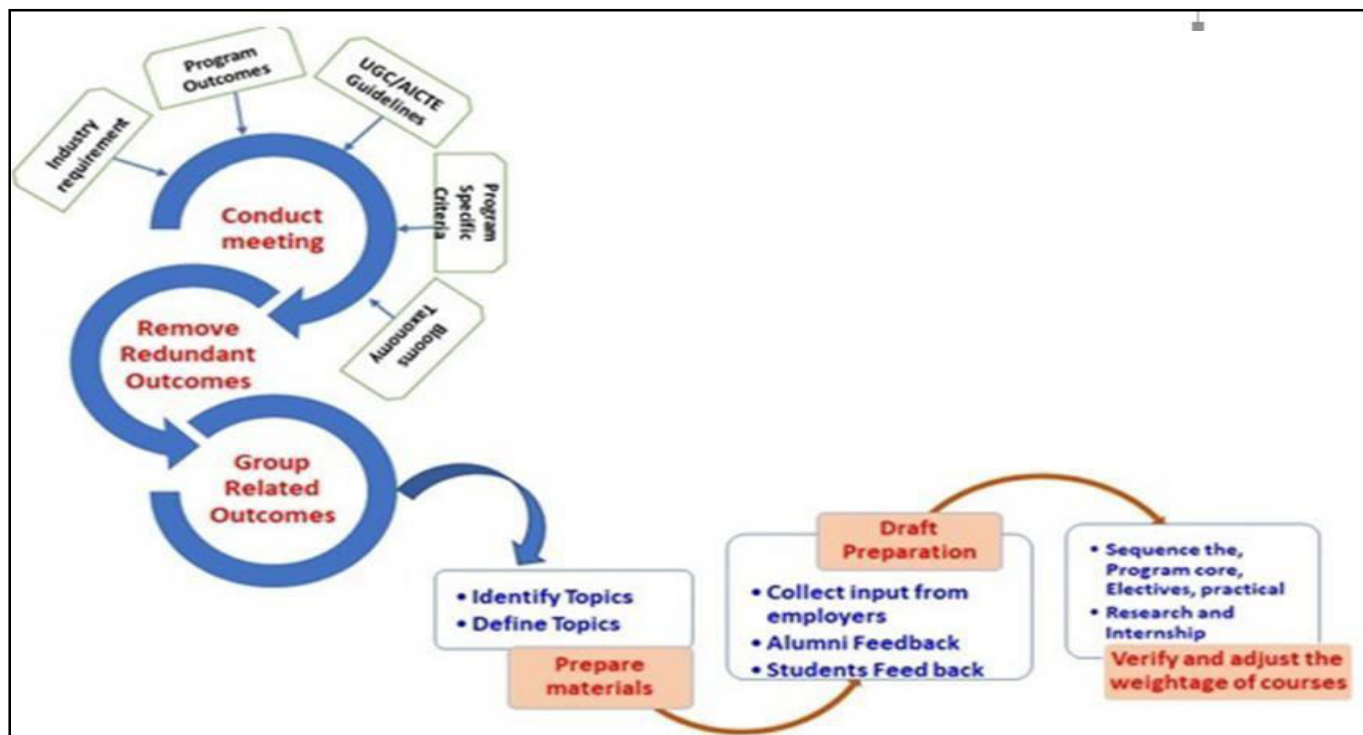 Industry
requirement
Program
Outcomes
UGC/AICTE
Guidelines
Program
Specific
Criteria
Blooms
Taxonomy
Conduct
meeting
Remove
Redundant
Outcomes
Group
Related
Outcomes
• Identify Topics
• Define Topics
Prepare
materials
Draft
Preparation
• Collect input from
employers
• Alumni Feedback
• Students Feed back
• Sequence the,
Program core,
Electives, practical
• Research and
Internship
Verify and adjust the
weightage of courses